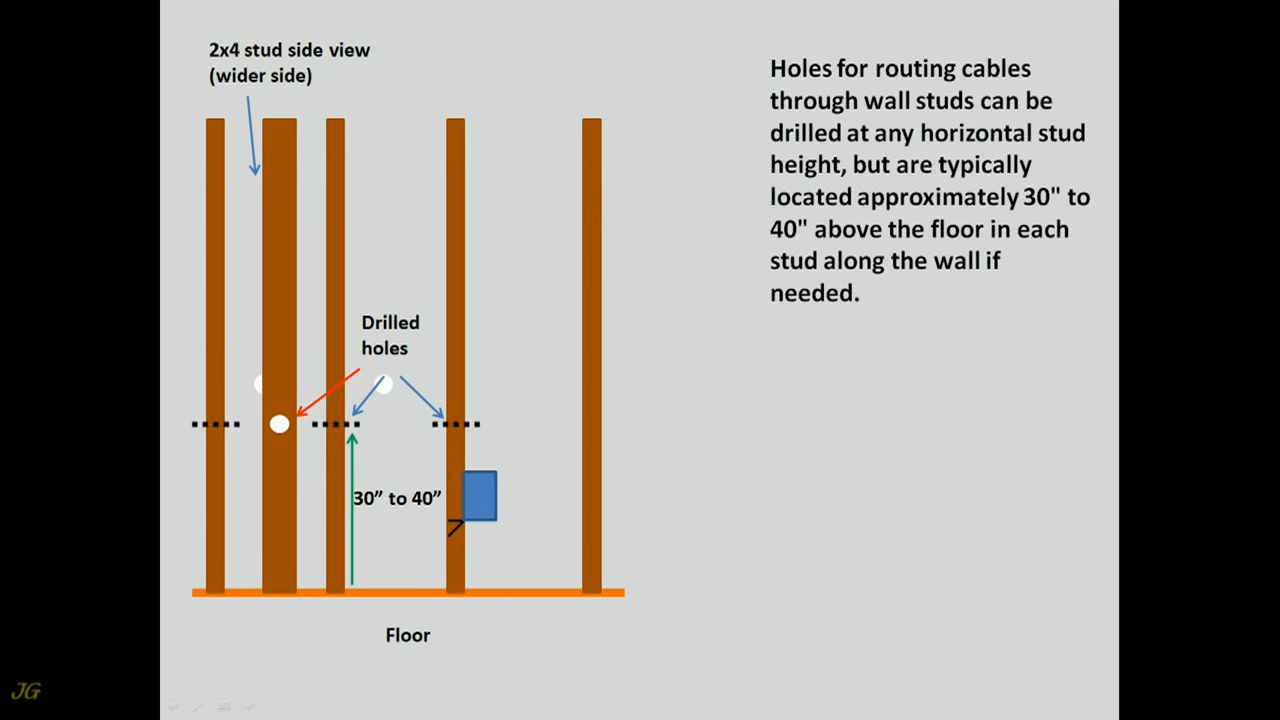 2x4 stud side view
(wider side)
Holes for routing cables
through wall studs can be
drilled at any horizontal stud
height, but are typically
located approximately 30" to
40" above the floor in each
stud along the wall if
needed.
Drilled
holes
30” to 40”
Floor
JG